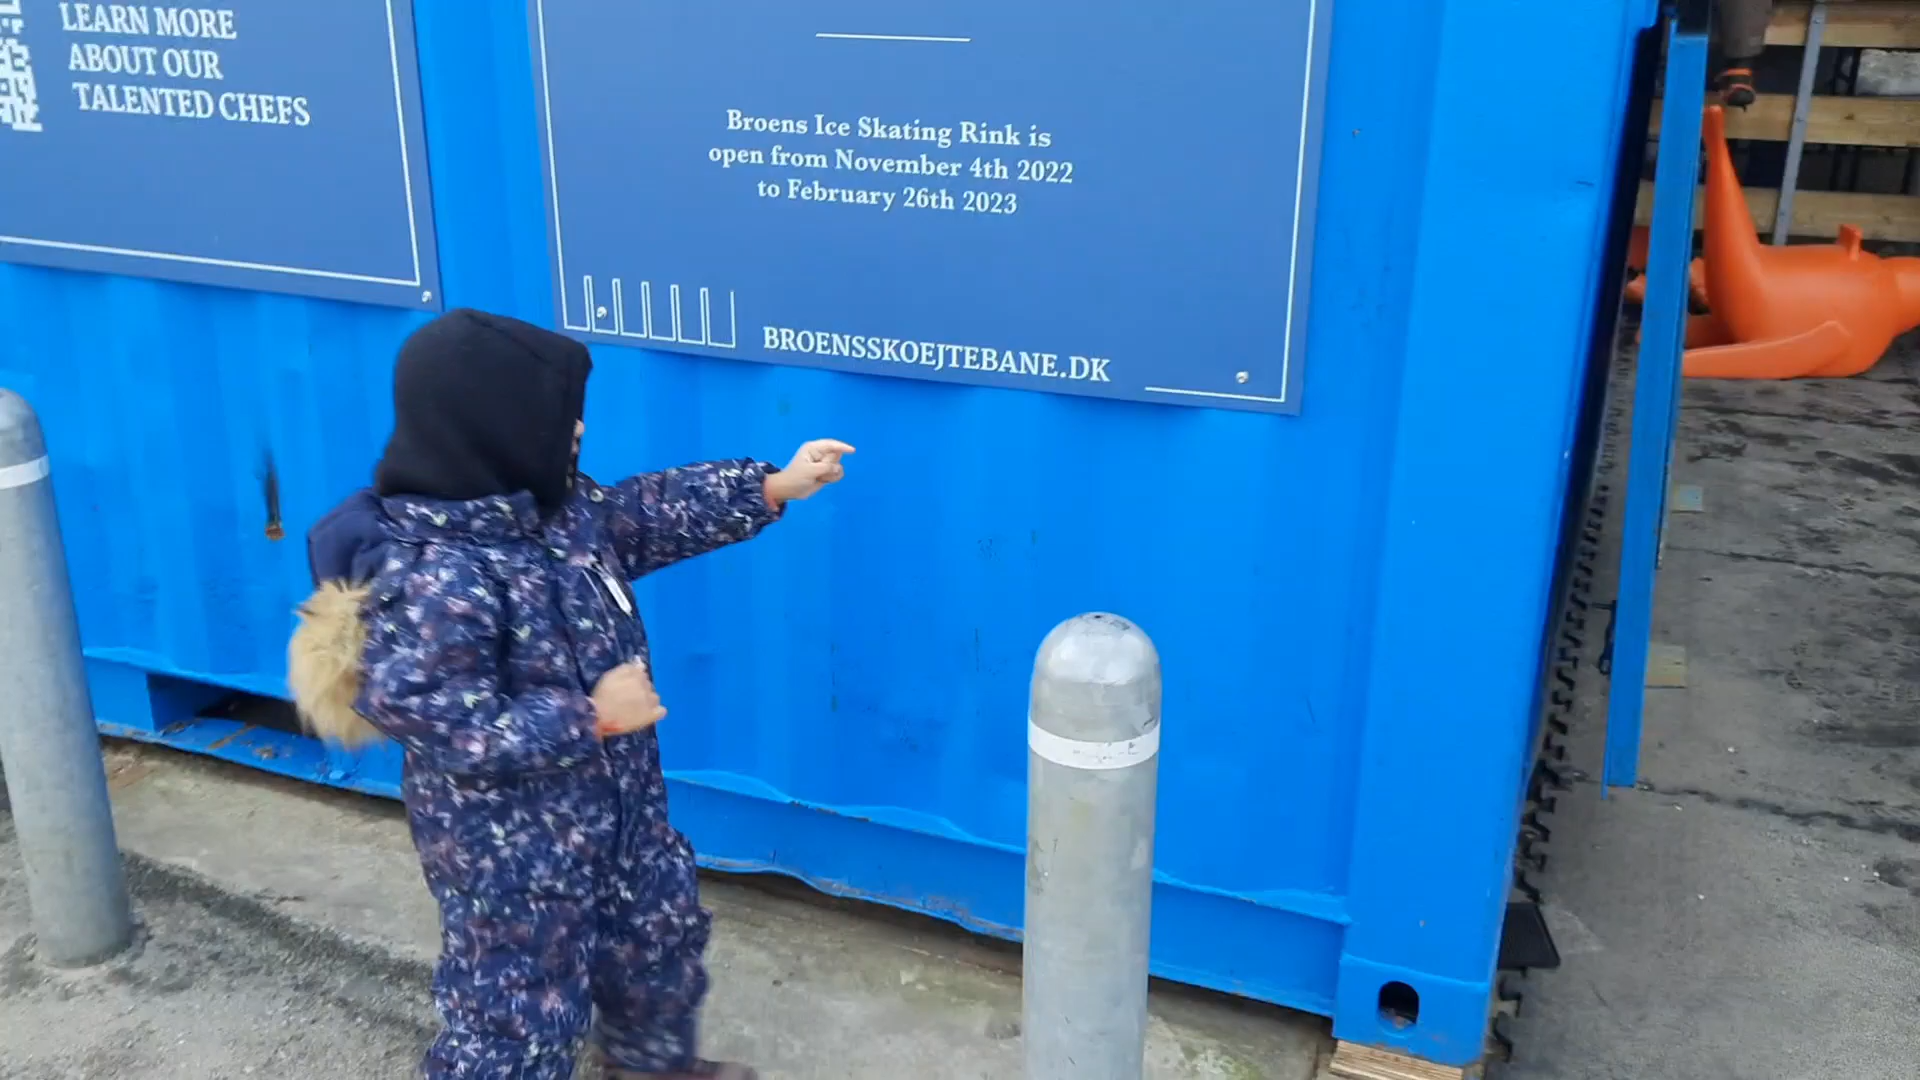 LEARN MORE
ABOUT OUR
TALENTED CHEFS
Broens Ice Skating Rink is
open from November 4th 2022
to February 26th 2023
BROENSSKOEJTEBANE.DK